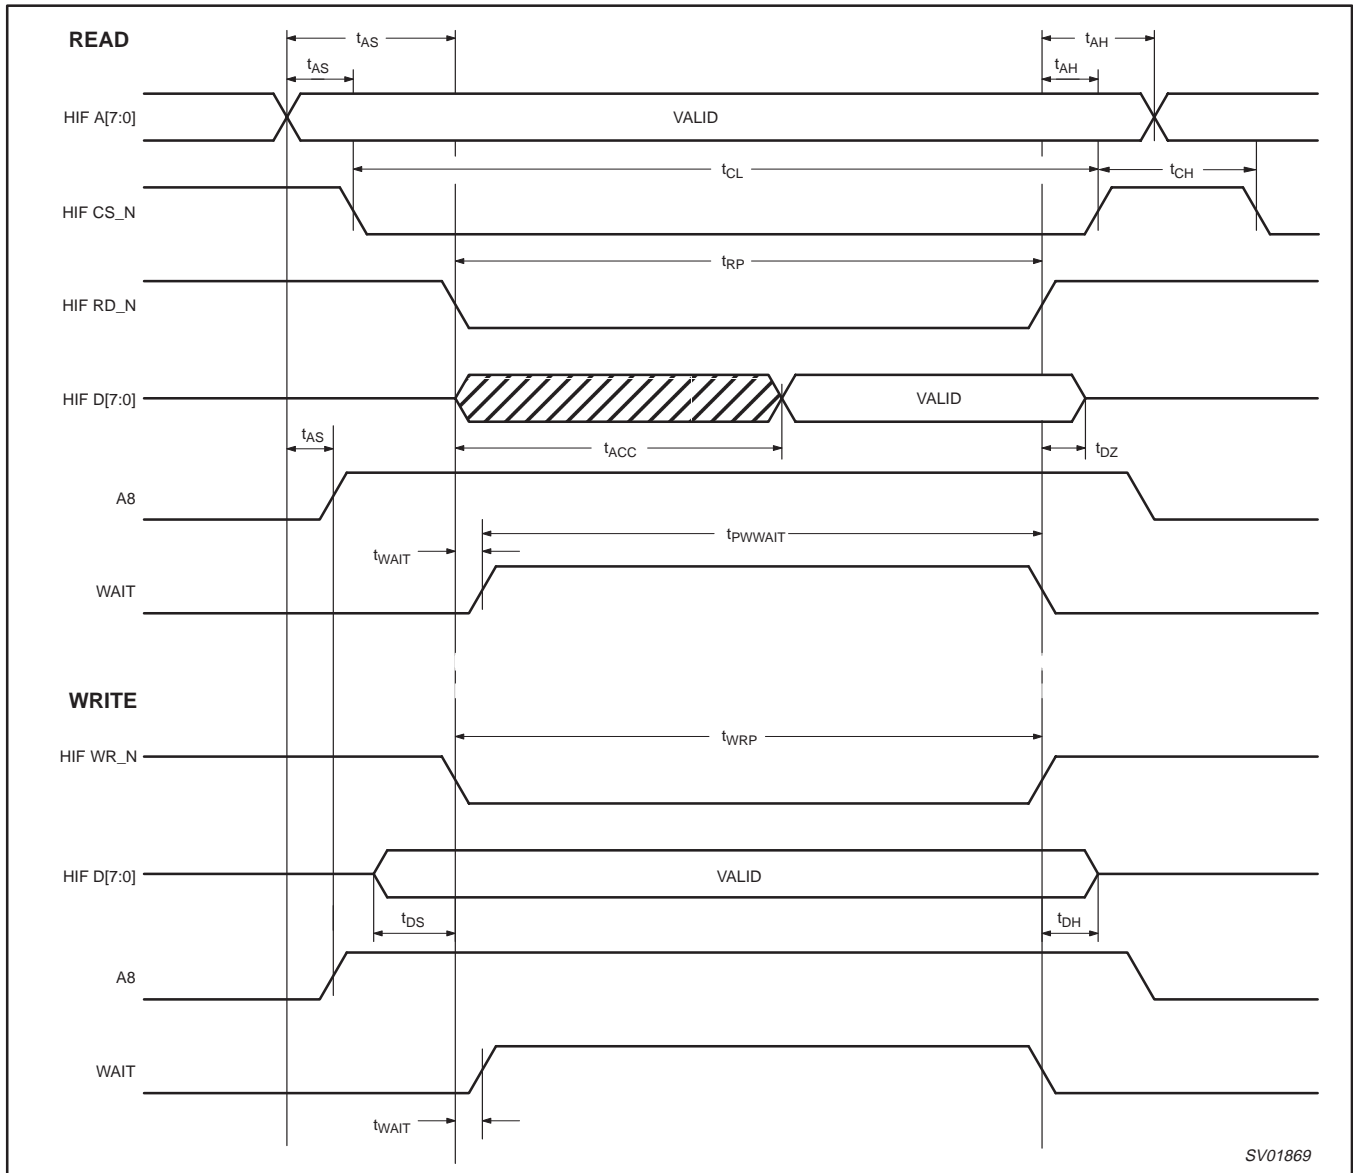 READ
tAS
tAH
tAS
tAH
HIF A[7:0]
VALID
tCL
tCH
HIF CS_N
tRP
HIF RD_N
HIF D[7:0]
VALID
tAS
tACC
tDZ
A8
tPWWAIT
tWAIT
WAIT
WRITE
tWRP
HIF WR_N
HIF D[7:0]
VALID
tDS
tDH
A8
WAIT
tWAIT
SV01869